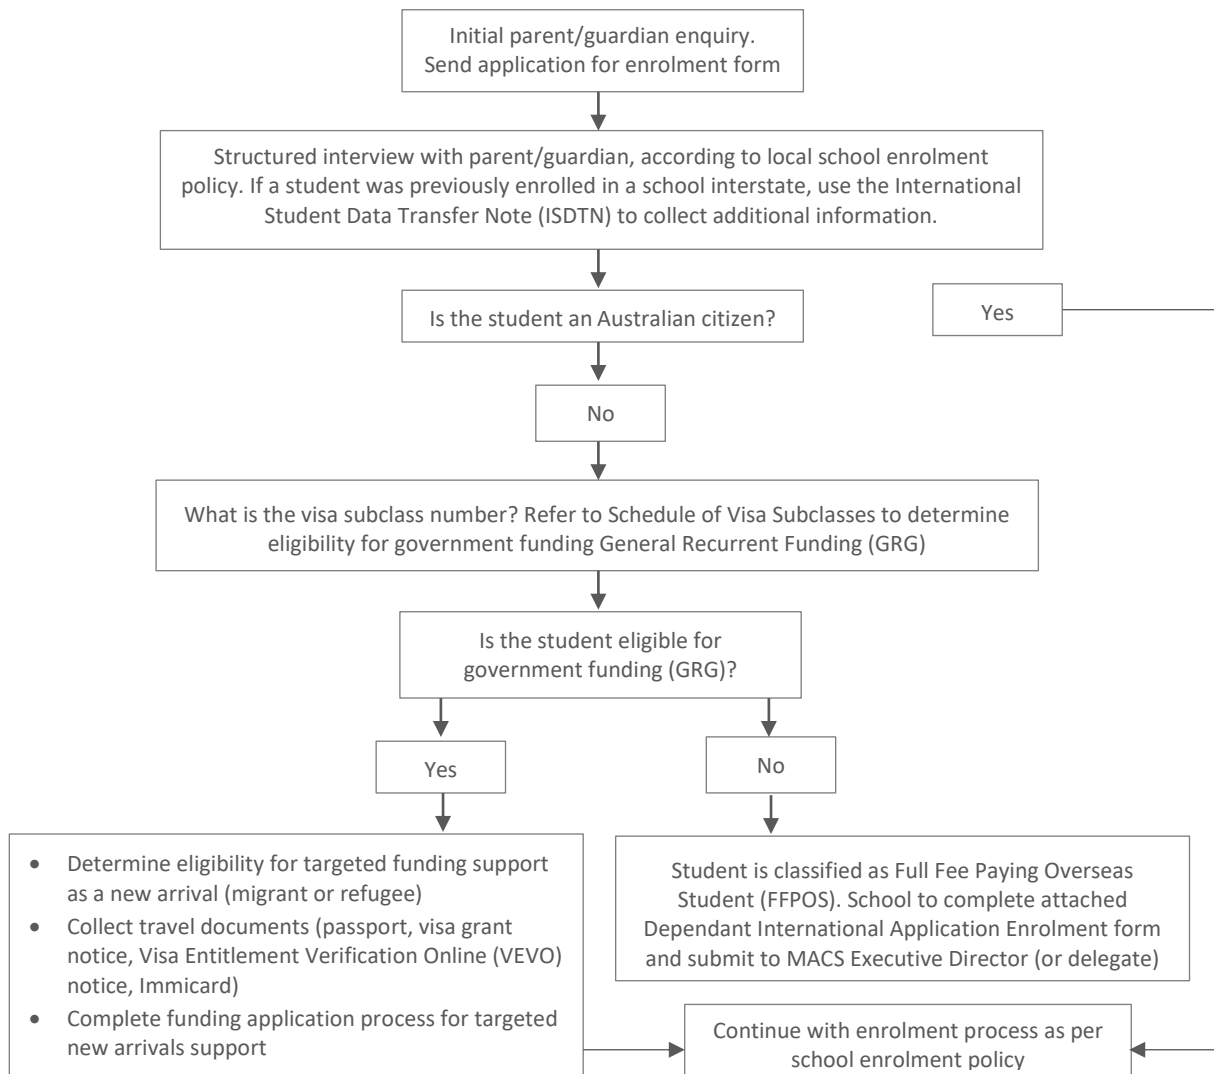 Initial parent/guardian enquiry.
Send application for enrolment form
Structured interview with parent/guardian, according to local school enrolment
policy. If a student was previously enrolled in a school interstate, use the International
Student Data Transfer Note (ISDTN) to collect additional information.
Is the student an Australian citizen?
Yes
No
What is the visa subclass number? Refer to Schedule of Visa Subclasses to determine
eligibility for government funding General Recurrent Funding (GRG)
Is the student eligible for
government funding (GRG)?
Yes
No
• Determine eligibility for targeted funding support
as a new arrival (migrant or refugee)
• Collect travel documents (passport, visa grant
notice, Visa Entitlement Verification Online (VEVO)
notice, Immicard)
• Complete funding application process for targeted
new arrivals support
Student is classified as Full Fee Paying Overseas
Student (FFPOS). School to complete attached
Dependant International Application Enrolment form
and submit to MACS Executive Director (or delegate)
Continue with enrolment process as per
school enrolment policy